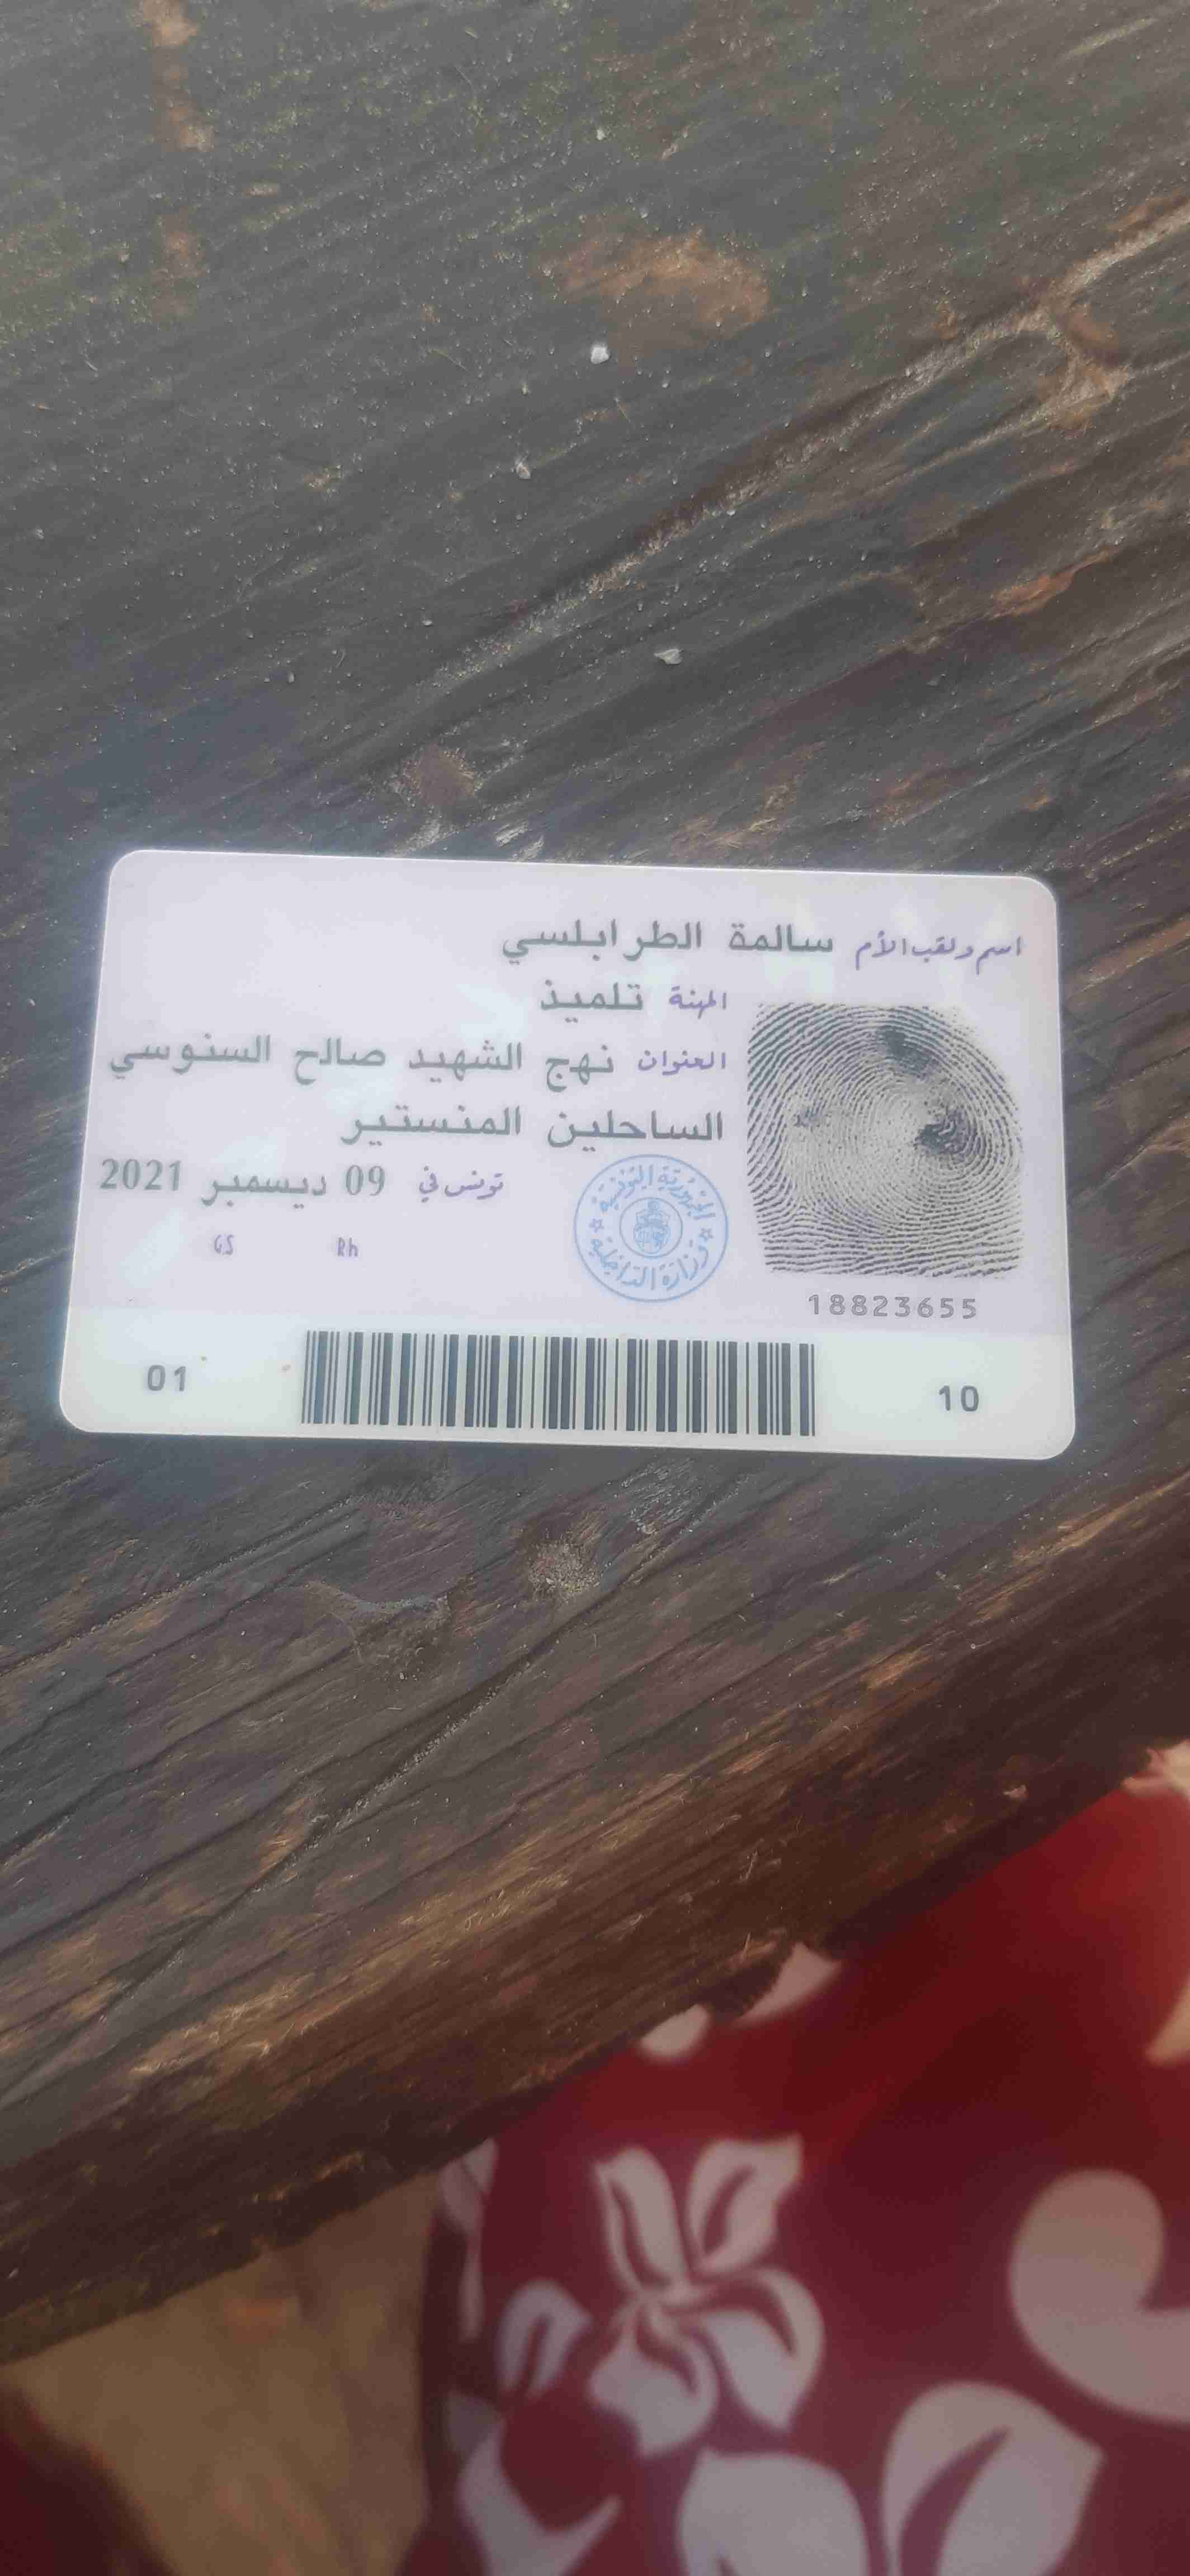 اسم ولقب الأم سالمة الطرابلسي
المهنة تلميذ
العنوان نهج الشهيد صالح السنوسي
الساحلين المنستير
تونس في 09 ديسمبر 2021
الجمهورية التونسية
وزارة الداخلية
GS Rh
18823655
01 10